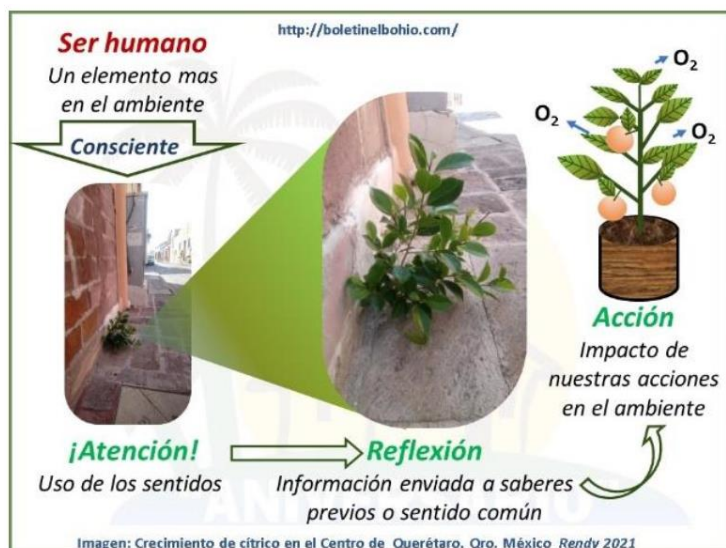 http://boletinelbohio.com/
Ser humano
Un elemento mas
en el ambiente
Consciente
O2
O2
O2
¡Atención!
Uso de los sentidos
Reflexión
Información enviada a saberes
previos o sentido común
Acción
Impacto de
nuestras acciones
en el ambiente
ANIVERSARIO
Imagen: Crecimiento de cítrico en el Centro de Querétaro, Qro. México Rendy 2021